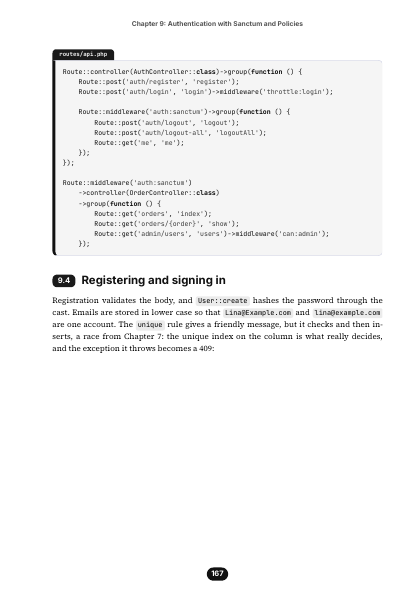 Chapter 9: Authentication with Sanctum and Policies
routes/api.php
Route::controller(AuthController::class)->group(function () {
    Route::post('auth/register', 'register');
    Route::post('auth/login', 'login')->middleware('throttle:login');

    Route::middleware('auth:sanctum')->group(function () {
        Route::post('auth/logout', 'logout');
        Route::post('auth/logout-all', 'logoutAll');
        Route::get('me', 'me');
    });
});

Route::middleware('auth:sanctum')
    ->controller(OrderController::class)
    ->group(function () {
        Route::get('orders', 'index');
        Route::get('orders/{order}', 'show');
        Route::get('admin/users', 'users')->middleware('can:admin');
    });
9.4 Registering and signing in
Registration validates the body, and User::create hashes the password through the
cast. Emails are stored in lower case so that Lina@Example.com and lina@example.com
are one account. The unique rule gives a friendly message, but it checks and then in-
serts, a race from Chapter 7: the unique index on the column is what really decides,
and the exception it throws becomes a 409:
167